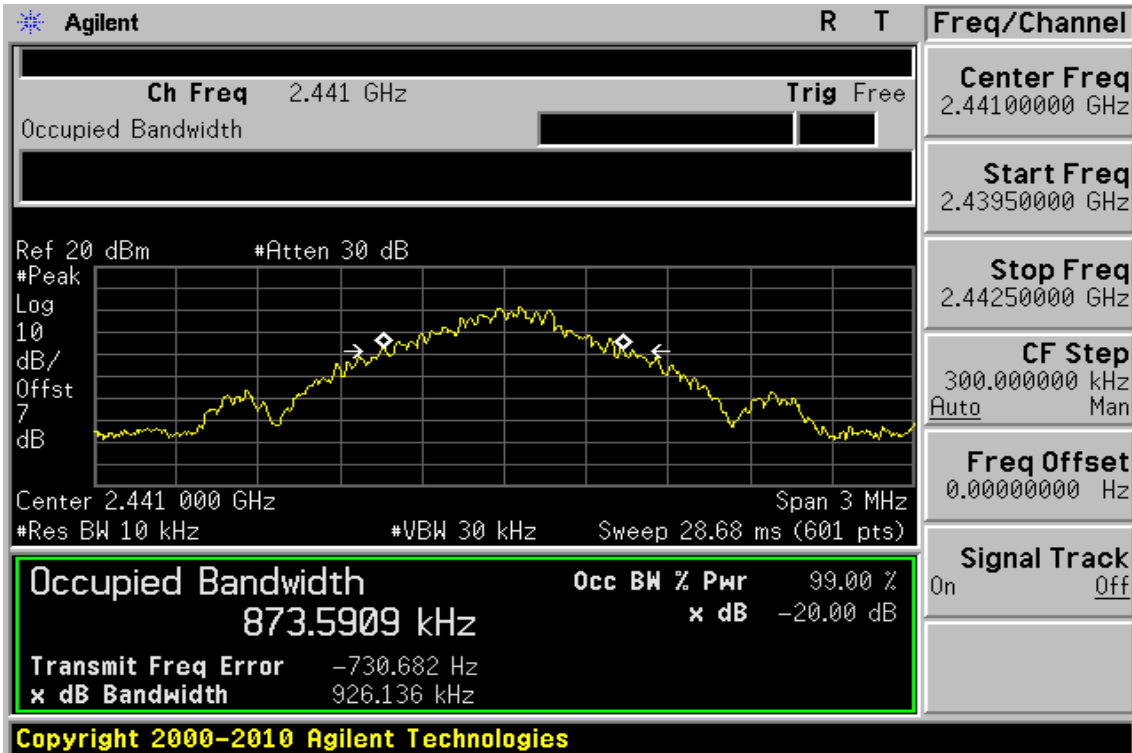 Agilent R T
Ch Freq 2.441 GHz Trig Free
Occupied Bandwidth
Ref 20 dBm #Atten 30 dB
#Peak
Log
10
dB/
Offst
7
dB
Center 2.441 000 GHz Span 3 MHz
#Res BW 10 kHz #VBW 30 kHz Sweep 28.68 ms (601 pts)
Occupied Bandwidth Occ BW % Pwr 99.00 %
873.5909 kHz x dB -20.00 dB
Transmit Freq Error -730.682 Hz
x dB Bandwidth 926.136 kHz
Copyright 2000-2010 Agilent Technologies
Freq/Channel
Center Freq
2.44100000 GHz
Start Freq
2.43950000 GHz
Stop Freq
2.44250000 GHz
CF Step
300.000000 kHz
Auto Man
Freq Offset
0.00000000 Hz
Signal Track
On Off